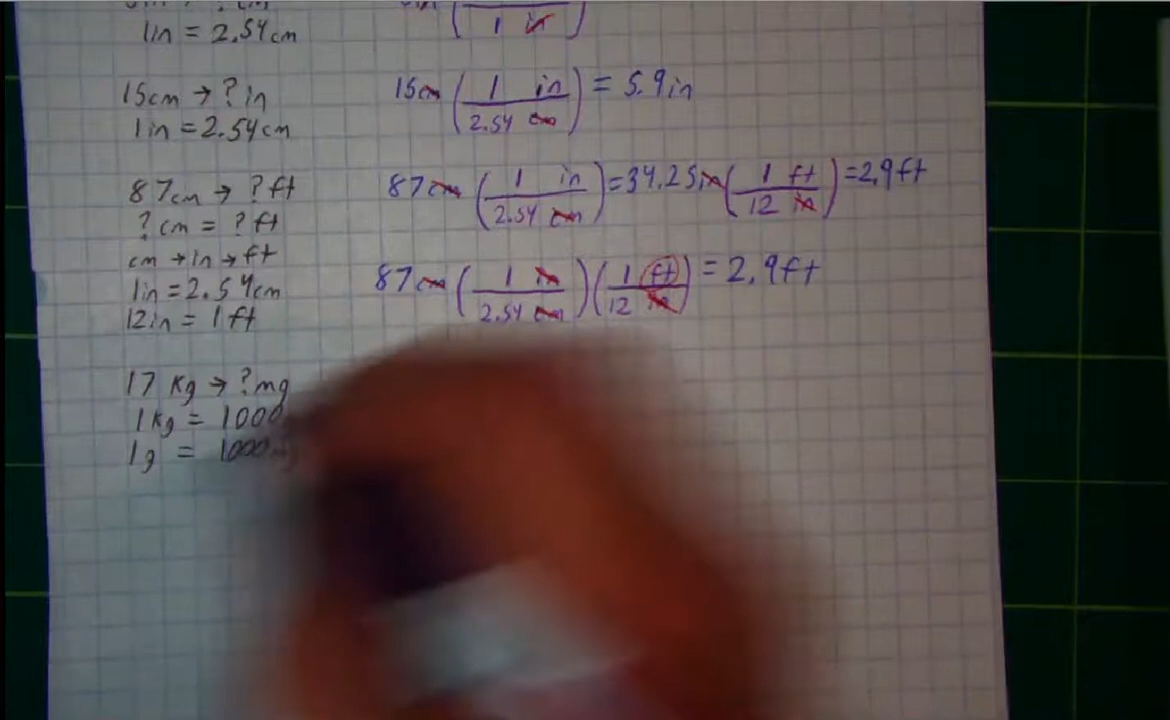 1in = 2.54cm
1 in
15cm → ? in
1in = 2.54cm
15cm (1 in / 2.54 cm) = 5.9in
87cm → ? ft
? cm = ? ft
cm → in → ft
1in = 2.54cm
12in = 1ft
87cm (1 in / 2.54 cm) = 34.25in (1 ft / 12 in) = 2.9ft
87cm (1 in / 2.54 cm)(1 ft / 12 in) = 2.9ft
17 Kg → ? mg
1Kg = 1000
1g = 1000